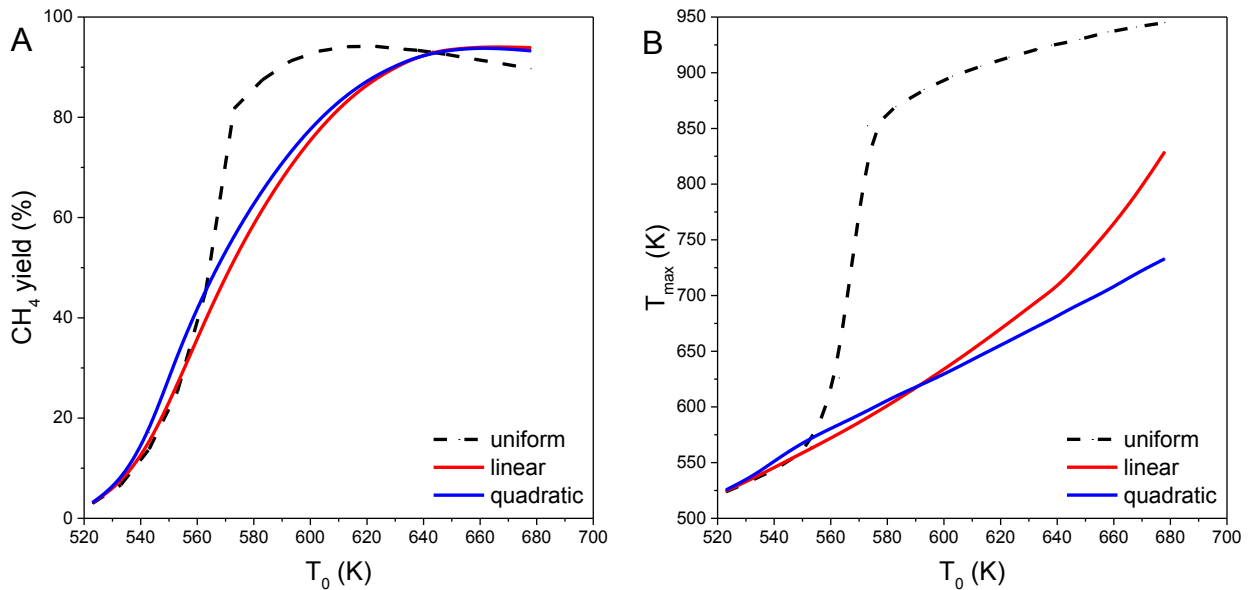 A
CH₄ yield (%)
100
80
60
40
20
0
520 540 560 580 600 620 640 660 680 700
T₀ (K)
uniform
linear
quadratic
B
Tmax (K)
950
900
850
800
750
700
650
600
550
500
520 540 560 580 600 620 640 660 680 700
T₀ (K)
uniform
linear
quadratic